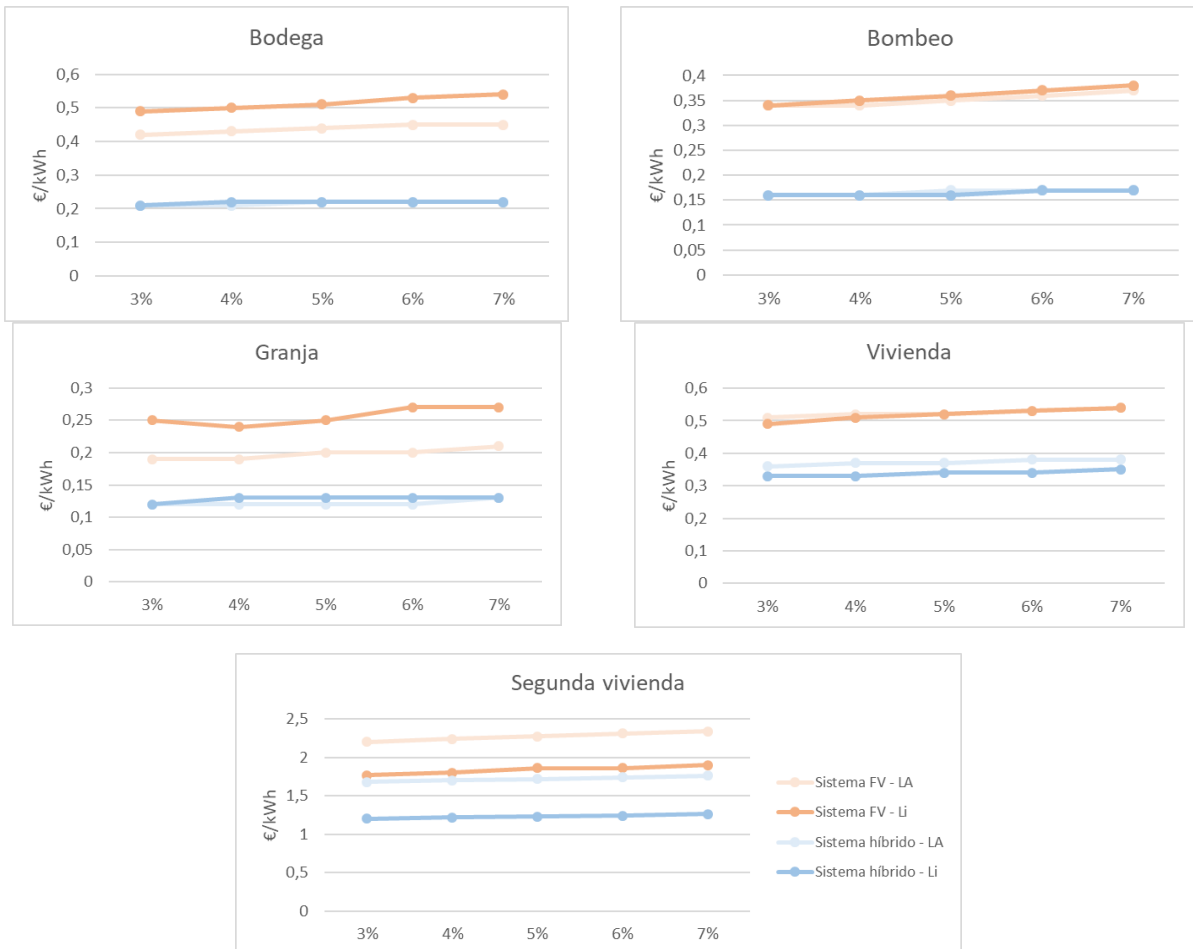 Bodega
€/kWh
0,6
0,5
0,4
0,3
0,2
0,1
0
3% 4% 5% 6% 7%
Bombeo
€/kWh
0,4
0,35
0,3
0,25
0,2
0,15
0,1
0,05
0
3% 4% 5% 6% 7%
Granja
€/kWh
0,3
0,25
0,2
0,15
0,1
0,05
0
3% 4% 5% 6% 7%
Vivienda
€/kWh
0,6
0,5
0,4
0,3
0,2
0,1
0
3% 4% 5% 6% 7%
Segunda vivienda
€/kWh
2,5
2
1,5
1
0,5
0
3% 4% 5% 6% 7%
Sistema FV - LA
Sistema FV - Li
Sistema híbrido - LA
Sistema híbrido - Li